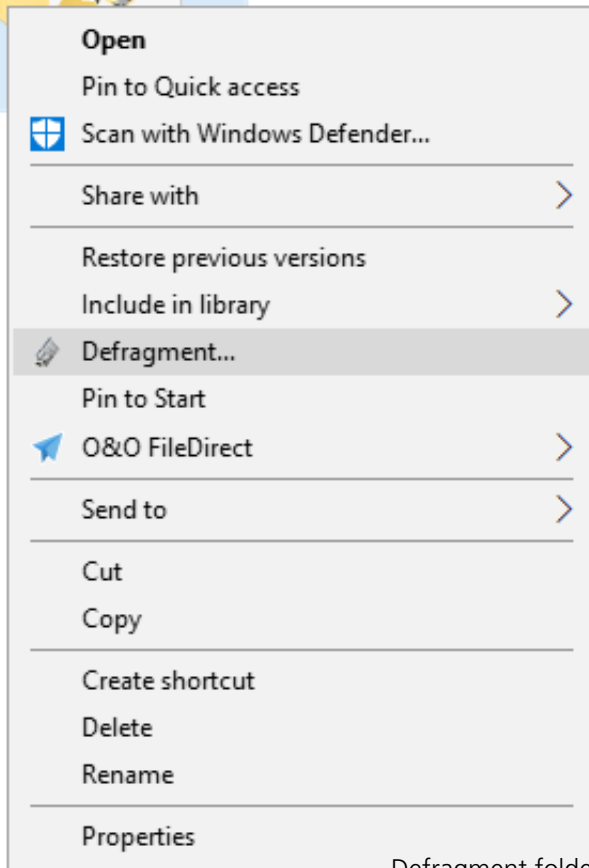 Open
Pin to Quick access
Scan with Windows Defender...
Share with
Restore previous versions
Include in library
Defragment...
Pin to Start
O&O FileDirect
Send to
Cut
Copy
Create shortcut
Delete
Rename
Properties
Defragment